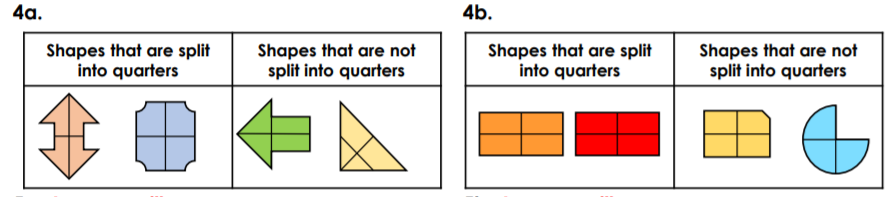 4a.
Shapes that are split
into quarters
Shapes that are not
split into quarters
4b.
Shapes that are split
into quarters
Shapes that are not
split into quarters